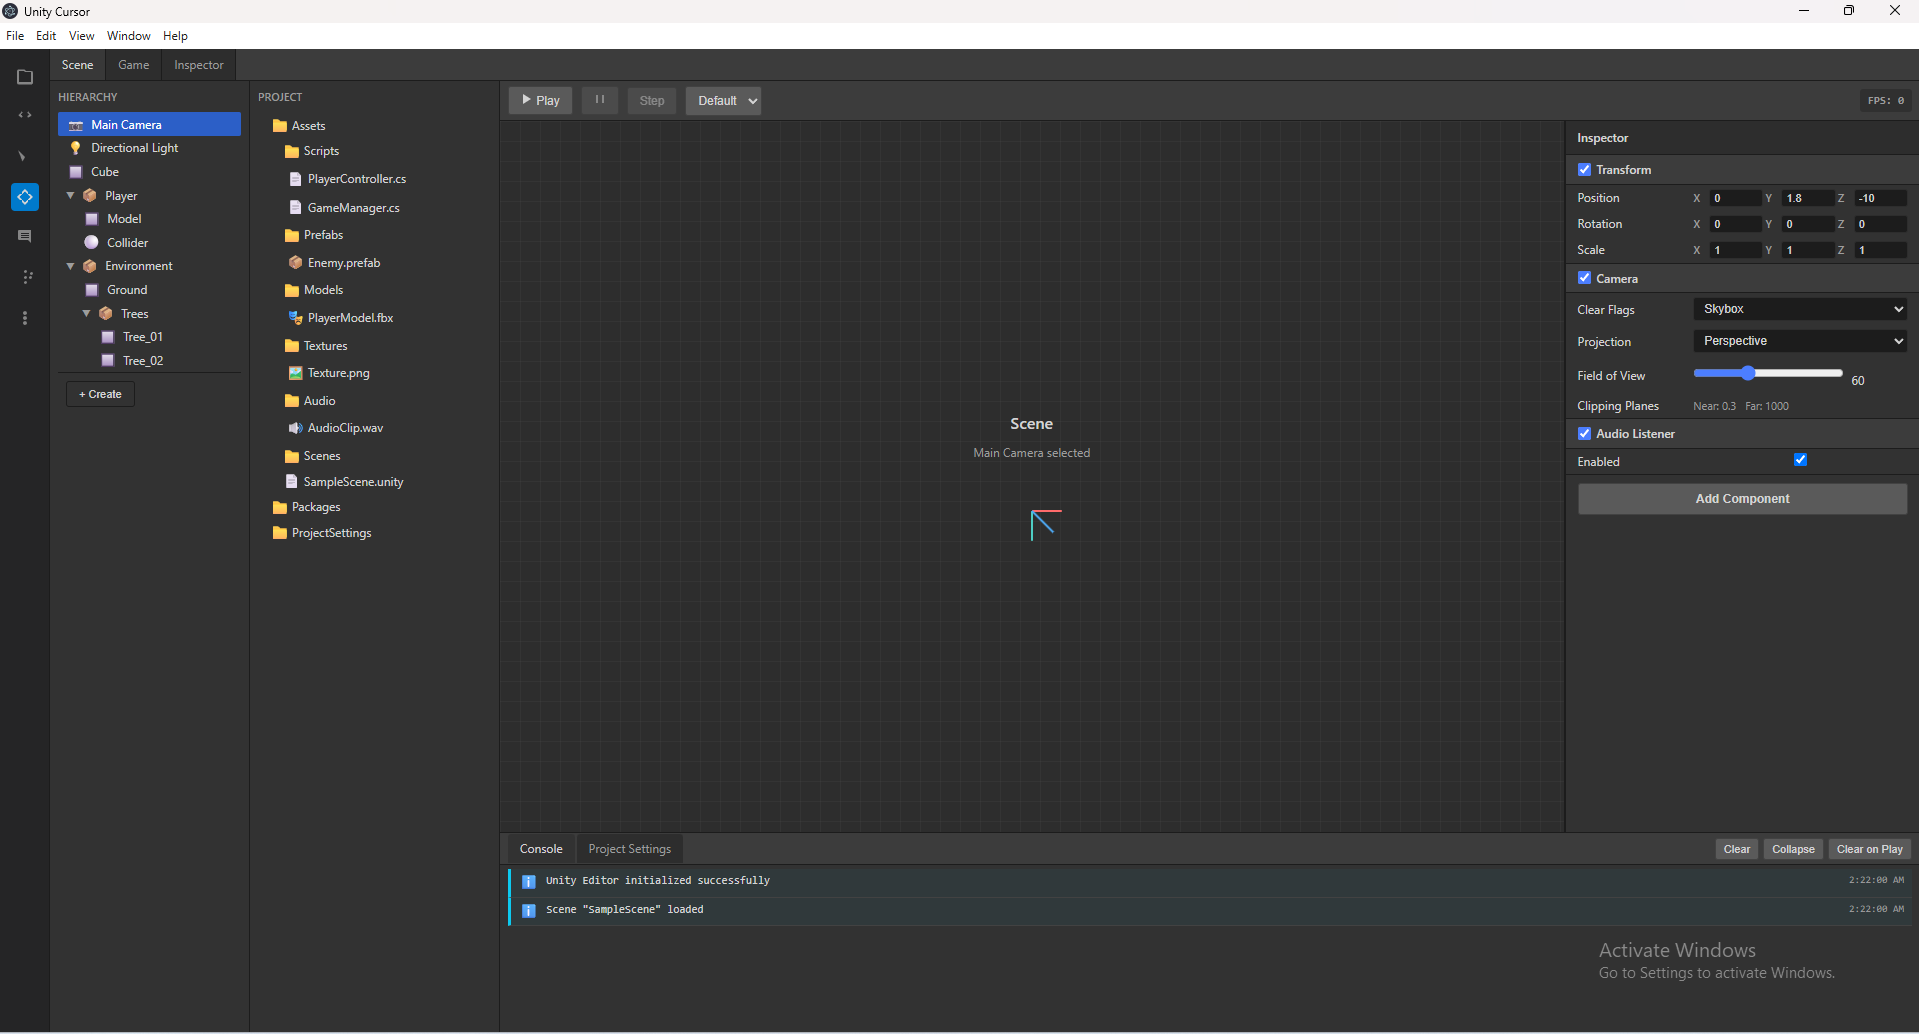 Unity Cursor
File Edit View Window Help
Scene Game Inspector
HIERARCHY
Main Camera
Directional Light
Cube
Player
Model
Collider
Environment
Ground
Trees
Tree_01
Tree_02
+ Create
PROJECT
Assets
Scripts
PlayerController.cs
GameManager.cs
Prefabs
Enemy.prefab
Models
PlayerModel.fbx
Textures
Texture.png
Audio
AudioClip.wav
Scenes
SampleScene.unity
Packages
ProjectSettings
Play Step Default FPS: 0
Scene
Main Camera selected
Inspector
Transform
Position X 0 Y 1.8 Z -10
Rotation X 0 Y 0 Z 0
Scale X 1 Y 1 Z 1
Camera
Clear Flags Skybox
Projection Perspective
Field of View 60
Clipping Planes Near: 0.3 Far: 1000
Audio Listener
Enabled
Add Component
Console Project Settings Clear Collapse Clear on Play
Unity Editor initialized successfully 2:22:00 AM
Scene "SampleScene" loaded 2:22:00 AM
Activate Windows
Go to Settings to activate Windows.